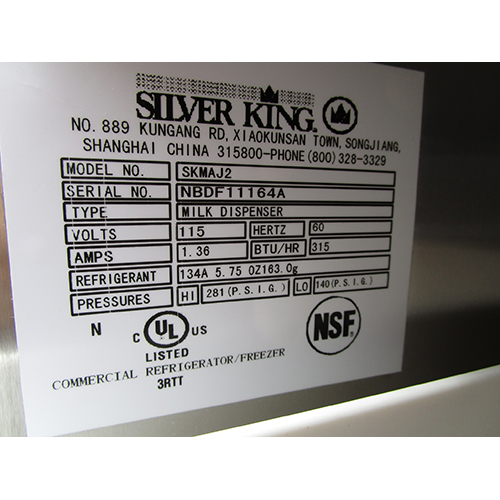 SILVER KING®
NO. 889 KUNGANG RD, XIAOKUNSAN TOWN, SONGJIANG,
SHANGHAI CHINA 315800-PHONE (800) 328-3329
MODEL NO. SKMAJ2
SERIAL NO. NBDF11164A
TYPE MILK DISPENSER
VOLTS 115 HERTZ 60
AMPS 1.36 BTU/HR 315
REFRIGERANT 134A 5.75 OZ163.0g
PRESSURES HI 281(P.S.I.G.) LO 140(P.S.I.G.)
N C UL US NSF
LISTED
COMMERCIAL REFRIGERATOR/FREEZER
3RTT